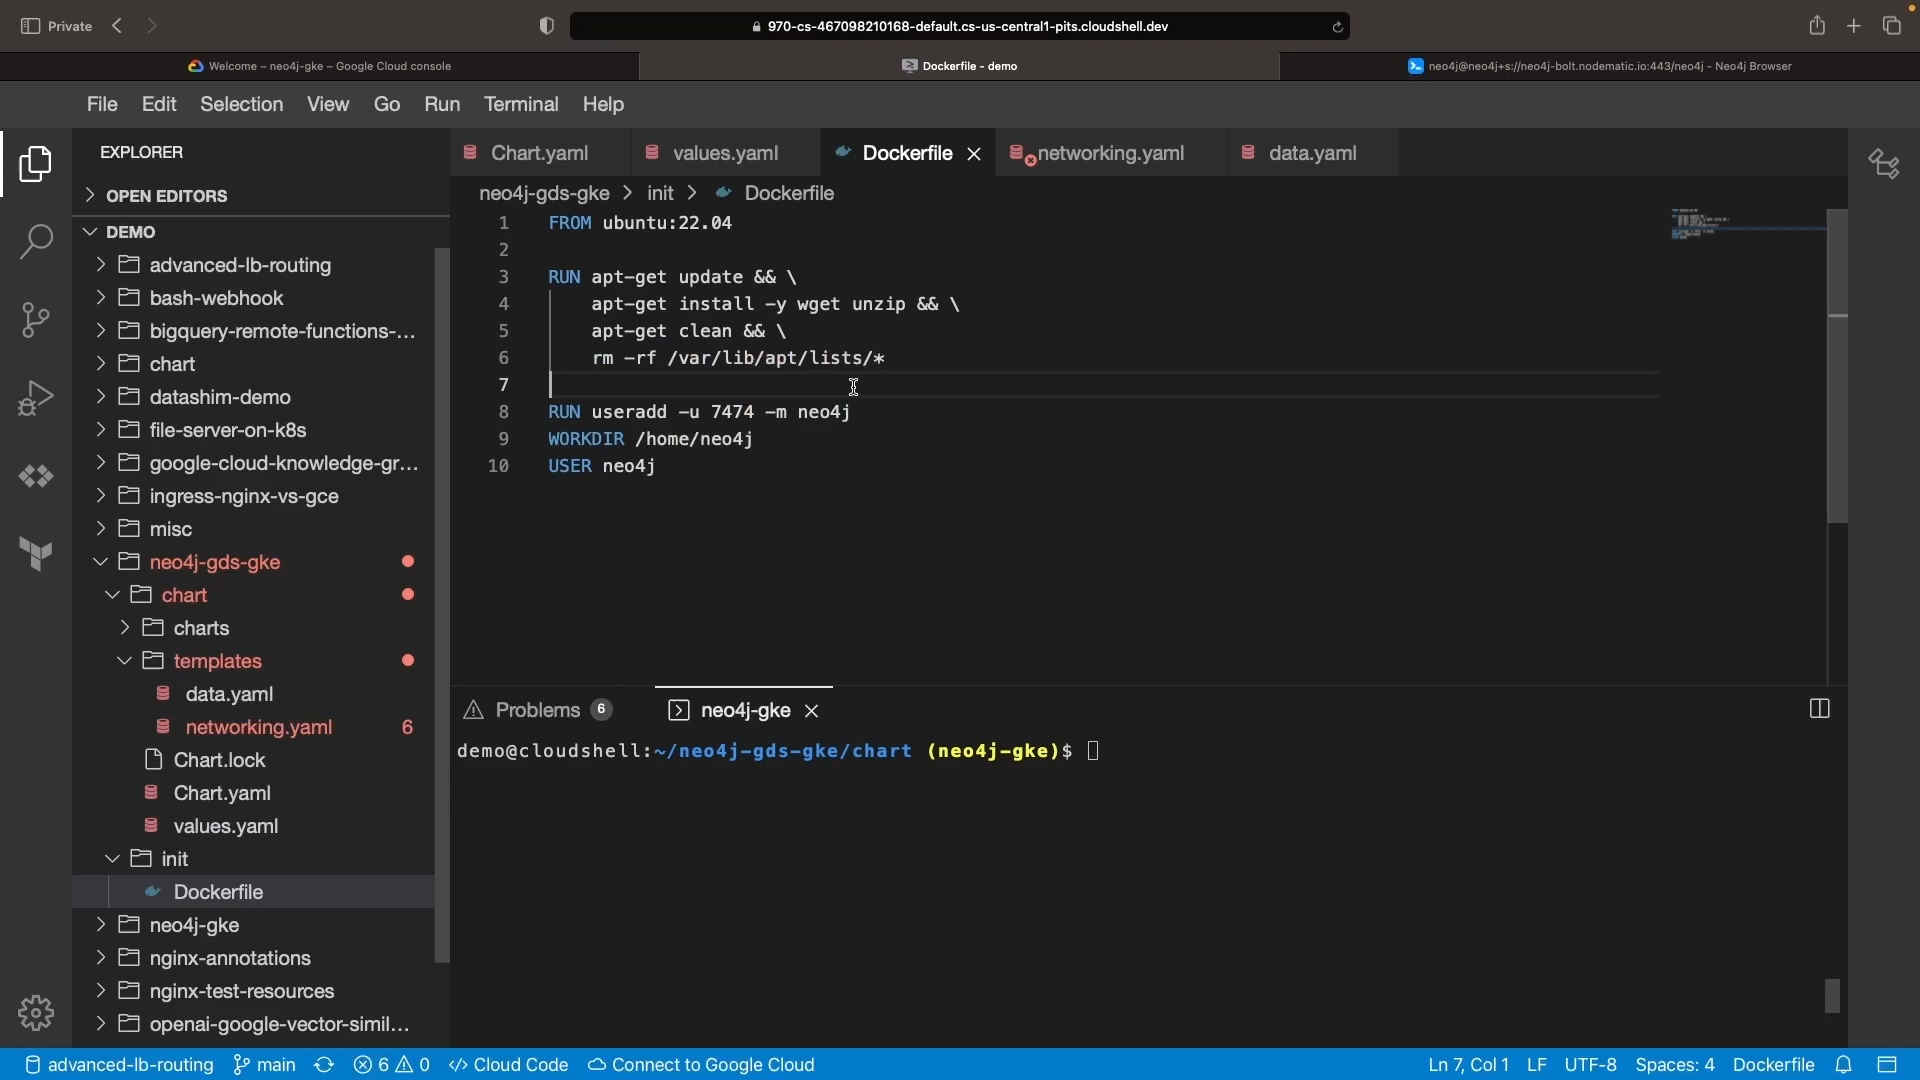 Private
970-cs-467098210168-default.cs-us-central1-pits.cloudshell.dev
Welcome – neo4j-gke – Google Cloud console
Dockerfile - demo
neo4j@neo4j+s://neo4j-bolt.nodematic.io:443/neo4j - Neo4j Browser
File Edit Selection View Go Run Terminal Help
EXPLORER
OPEN EDITORS
DEMO
advanced-lb-routing
bash-webhook
bigquery-remote-functions-...
chart
datashim-demo
file-server-on-k8s
google-cloud-knowledge-gr...
ingress-nginx-vs-gce
misc
neo4j-gds-gke
chart
charts
templates
data.yaml
networking.yaml 6
Chart.lock
Chart.yaml
values.yaml
init
Dockerfile
neo4j-gke
nginx-annotations
nginx-test-resources
openai-google-vector-simil...
Chart.yaml values.yaml Dockerfile networking.yaml data.yaml
neo4j-gds-gke > init > Dockerfile
1 FROM ubuntu:22.04
2
3 RUN apt-get update && \
4 apt-get install -y wget unzip && \
5 apt-get clean && \
6 rm -rf /var/lib/apt/lists/*
7
8 RUN useradd -u 7474 -m neo4j
9 WORKDIR /home/neo4j
10 USER neo4j
Problems 6 neo4j-gke
demo@cloudshell:~/neo4j-gds-gke/chart (neo4j-gke)$
advanced-lb-routing main 6 0 Cloud Code Connect to Google Cloud Ln 7, Col 1 LF UTF-8 Spaces: 4 Dockerfile